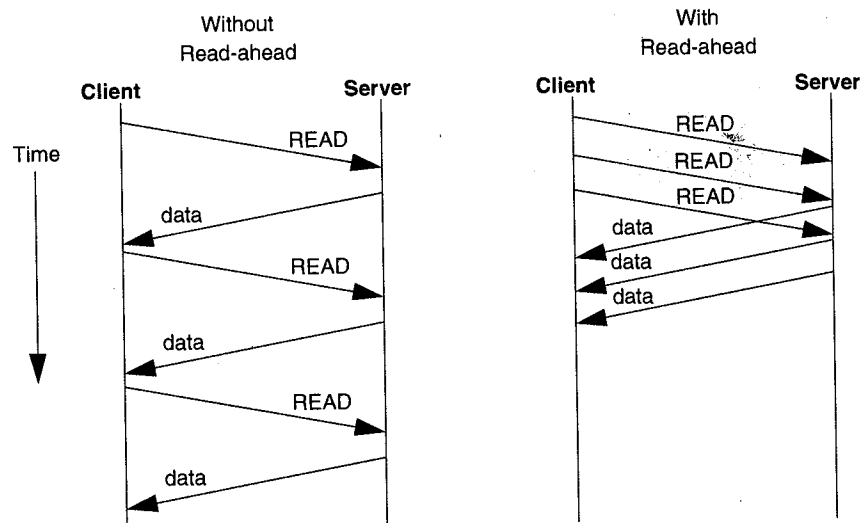 Without
Read-ahead
Client
Server
Time
READ
data
READ
data
READ
data
With
Read-ahead
Client
Server
READ
READ
READ
data
data
data